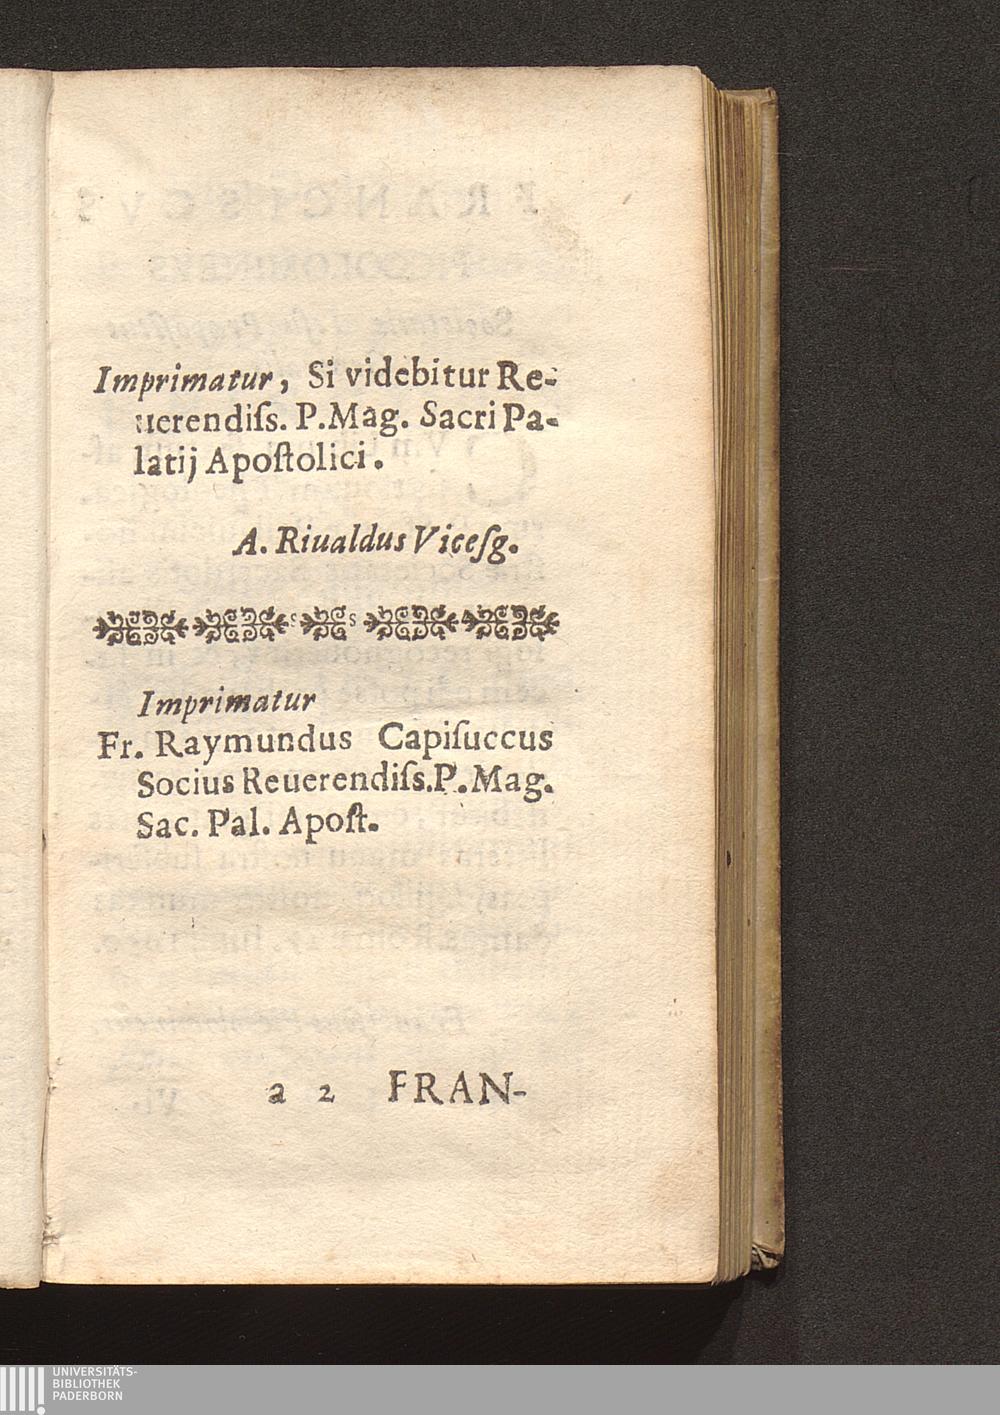 Imprimatur, Si videbitur Re-
uerendiſs. P. Mag. Sacri Pa-
latij Apoſtolici.
A. Riualdus Viceſg.
Imprimatur
Fr. Raymundus Capiſuccus
Socius Reuerendiſs. P. Mag.
Sac. Pal. Apoſt.
a 2 FRAN-
UNIVERSITÄTS-
BIBLIOTHEK
PADERBORN